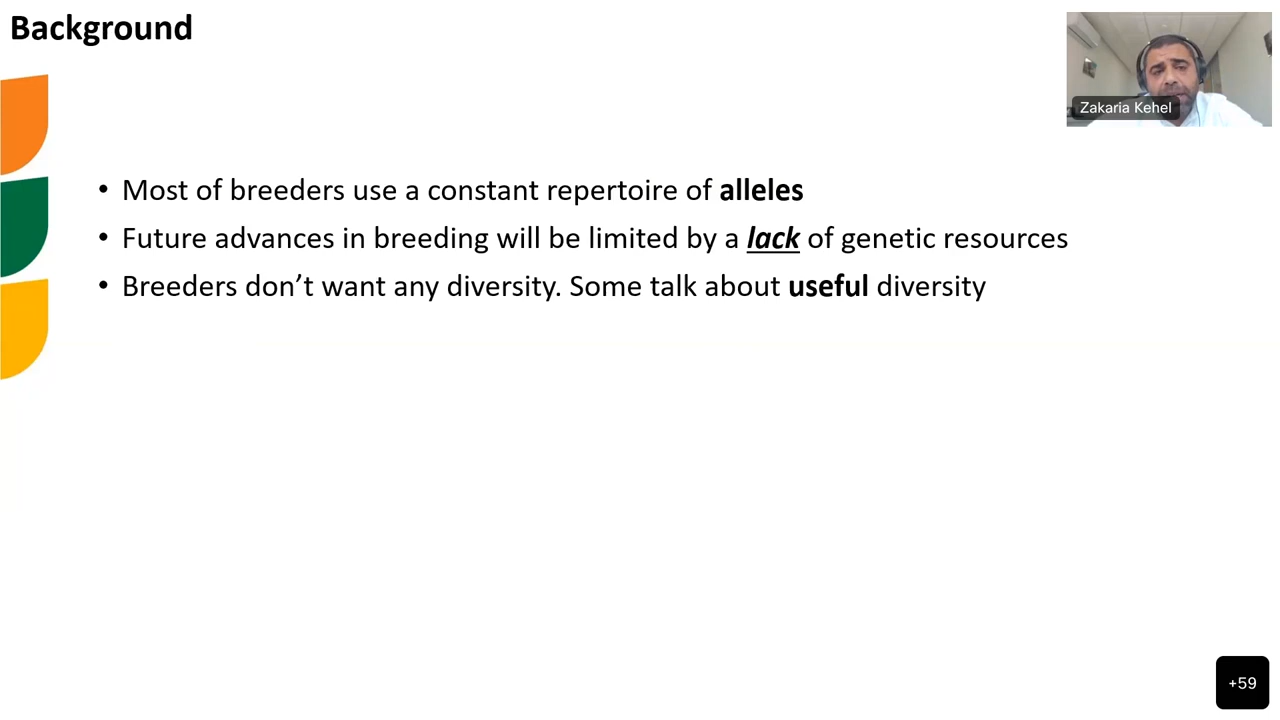 Background
Zakaria Kehel
• Most of breeders use a constant repertoire of alleles
• Future advances in breeding will be limited by a lack of genetic resources
• Breeders don’t want any diversity. Some talk about useful diversity
+59